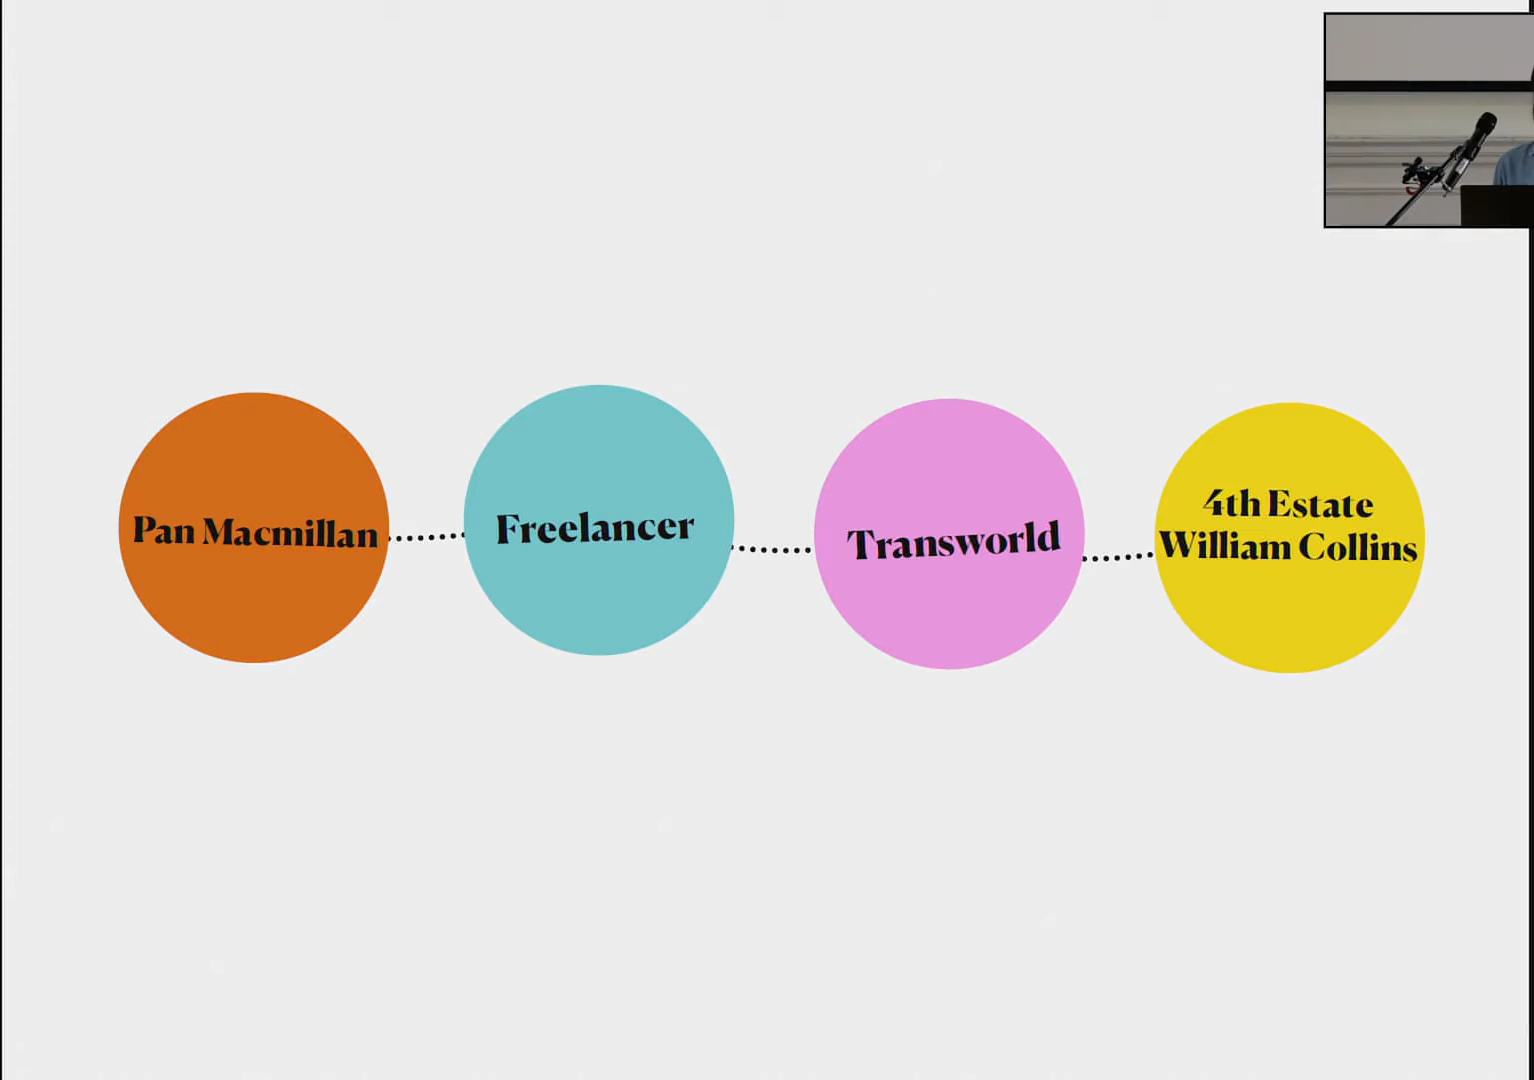 Pan Macmillan
Freelancer
Transworld
4th Estate
William Collins